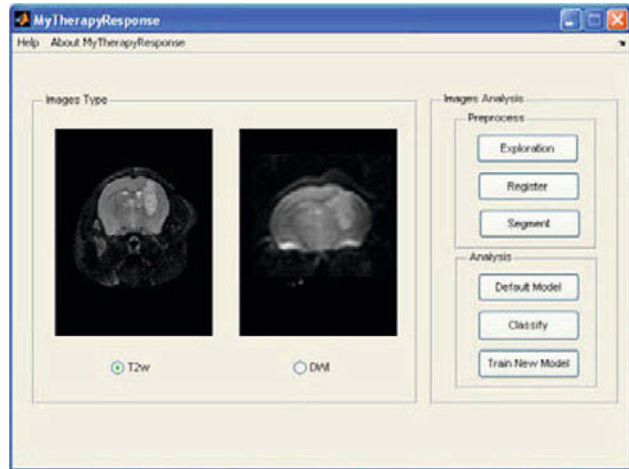 MyTherapyResponse
Help About MyTherapyResponse
Images Type
T2w
DWI
Images Analysis
Preprocess
Exploration
Register
Segment
Analysis
Default Model
Classify
Train New Model